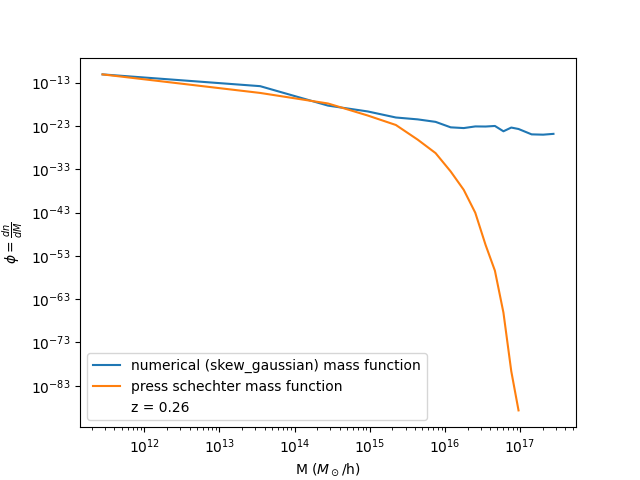 10^−13
10^−23
10^−33
10^−43
10^−53
10^−63
10^−73
10^−83
ϕ = dn/dM
numerical (skew_gaussian) mass function
press schechter mass function
z = 0.26
10^12 10^13 10^14 10^15 10^16 10^17
M (M_⊙/h)